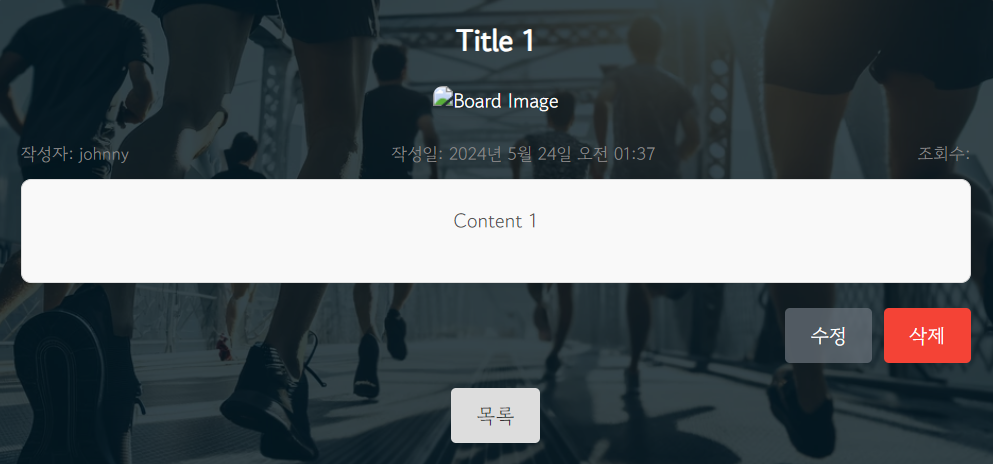 Title 1
Board Image
작성자: johnny 작성일: 2024년 5월 24일 오전 01:37 조회수:
Content 1
수정 삭제
목록